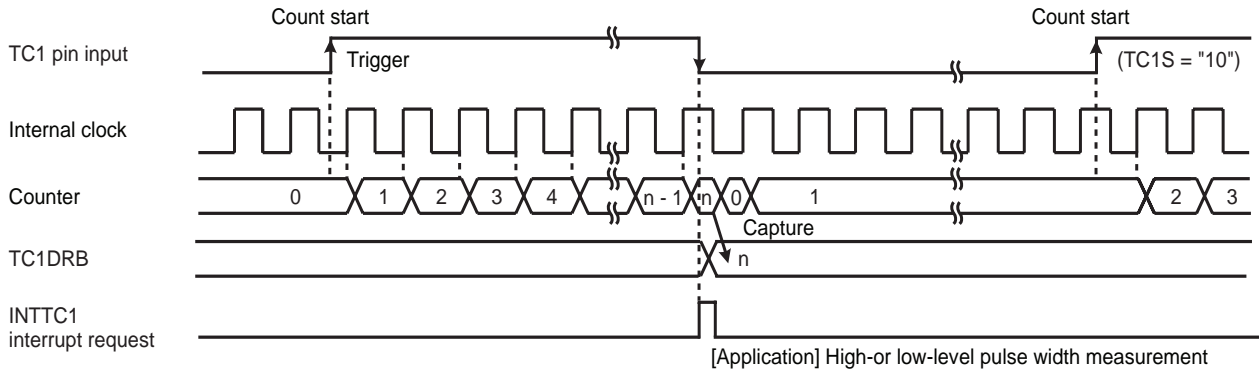 Count start
Count start
TC1 pin input
Trigger
(TC1S = "10")
Internal clock
Counter
0 1 2 3 4 n - 1 n 0 1 2 3
Capture
TC1DRB
n
INTTC1
interrupt request
[Application] High-or low-level pulse width measurement